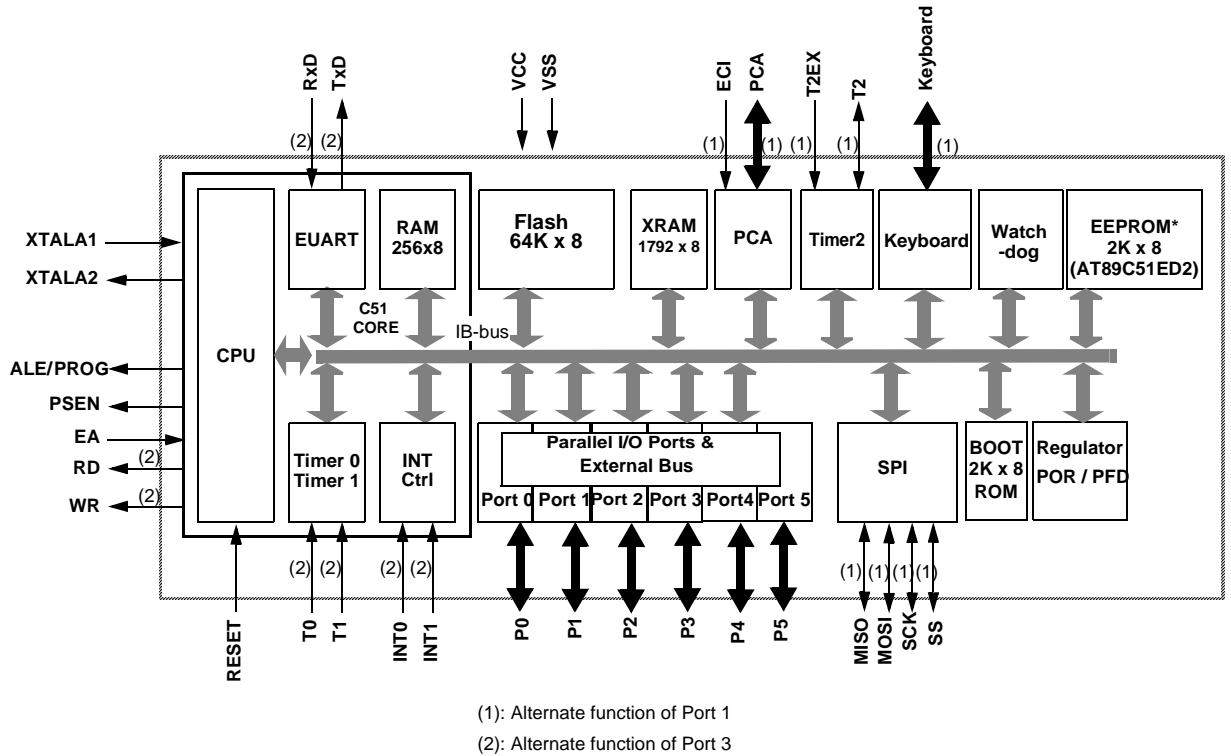 RxD
TxD
VCC
VSS
ECI
PCA
T2EX
T2
Keyboard
(2)
(2)
(1)
(1)
(1)
(1)
(1)
XTALA1
XTALA2
ALE/PROG
PSEN
EA
RD
(2)
WR
(2)
CPU
EUART
RAM
256x8
C51
CORE
IB-bus
Flash
64K x 8
XRAM
1792 x 8
PCA
Timer2
Keyboard
Watch
-dog
EEPROM*
2K x 8
(AT89C51ED2)
Timer 0
Timer 1
INT
Ctrl
Parallel I/O Ports &
External Bus
Port 0
Port 1
Port 2
Port 3
Port4
Port 5
SPI
BOOT
2K x 8
ROM
Regulator
POR / PFD
(2)
(2)
(2)
(2)
(1)
(1)
(1)
(1)
RESET
T0
T1
INT0
INT1
P0
P1
P2
P3
P4
P5
MISO
MOSI
SCK
SS
(1): Alternate function of Port 1
(2): Alternate function of Port 3